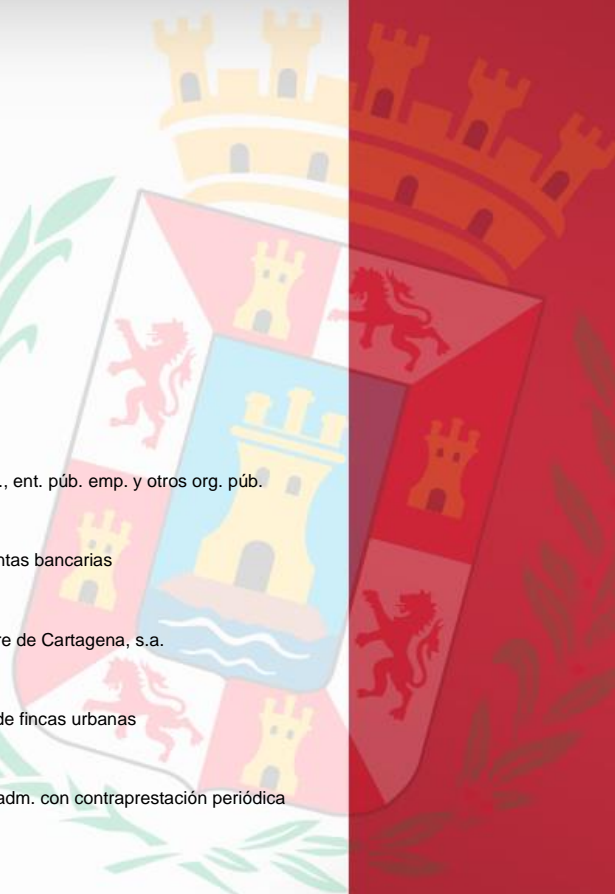 ., ent. púb. emp. y otros org. púb.
ntas bancarias
re de Cartagena, s.a.
de fincas urbanas
adm. con contraprestación periódica